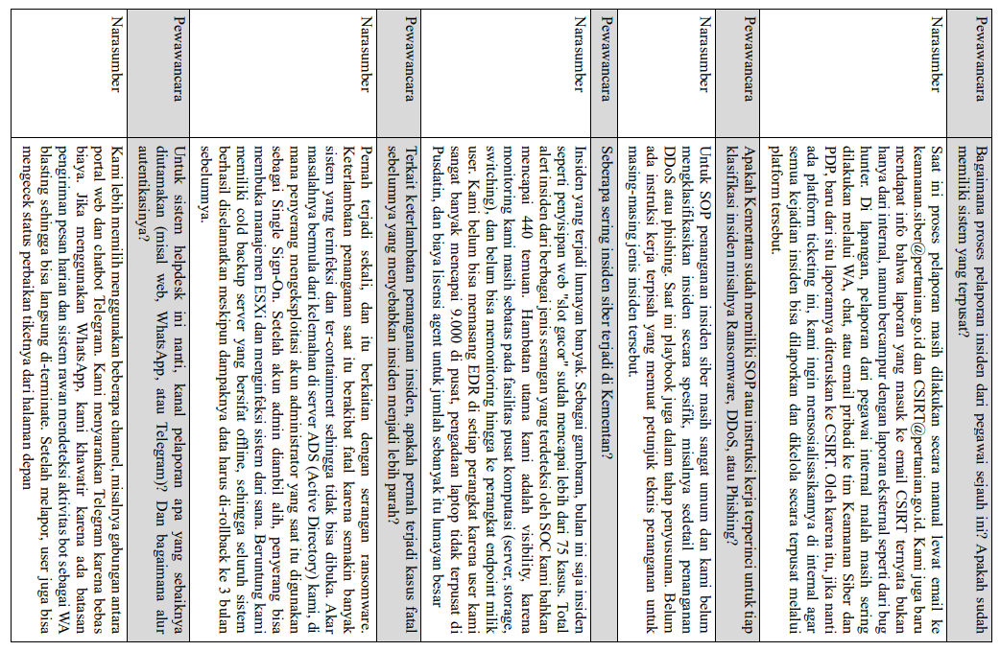 Pewawancara
Bagaimana proses pelaporan insiden dari pegawai sejauh ini? Apakah sudah
memiliki sistem yang terpusat?
Narasumber
Saat ini proses pelaporan masih dilakukan secara manual lewat email ke
keamanan.siber@pertanian.go.id dan CSIRT@pertanian.go.id. Kami juga baru
mendapat info bahwa laporan yang masuk ke email CSIRT ternyata bukan
hanya dari internal, namun bercampur dengan laporan eksternal seperti dari bug
hunter. Di lapangan, pelaporan dari pegawai internal malah masih sering
dilakukan melalui WA, chat, atau email pribadi ke tim Keamanan Siber dan
PDP, baru dari situ laporannya diteruskan ke CSIRT. Oleh karena itu, jika nanti
ada platform ticketing ini, kami ingin mensosialisasikannya di internal agar
semua kejadian insiden bisa dilaporkan dan dikelola secara terpusat melalui
platform tersebut.
Pewawancara
Apakah Kementan sudah memiliki SOP atau instruksi kerja terperinci untuk tiap
klasifikasi insiden misalnya Ransomware, DDoS, atau Phishing?
Narasumber
Untuk SOP penanganan insiden siber masih sangat umum dan kami belum
mengklasifikasikan insiden secara spesifik, misalnya sedetail penanganan
DDoS atau phishing. Saat ini playbook juga dalam tahap penyusunan. Belum
ada instruksi kerja terpisah yang memuat petunjuk teknis penanganan untuk
masing-masing jenis insiden tersebut.
Pewawancara
Seberapa sering insiden siber terjadi di Kementan?
Narasumber
Insiden yang terjadi lumayan banyak. Sebagai gambaran, bulan ini saja insiden
seperti penyisipan web "slot gacor" sudah mencapai lebih dari 75 kasus. Total
alert insiden dari berbagai jenis serangan yang terdeteksi oleh SOC kami bahkan
mencapai 440 temuan. Hambatan utama kami adalah visibility, karena
monitoring kami masih sebatas pada fasilitas pusat komputasi (server, storage,
switching), dan belum bisa memonitoring hingga ke perangkat endpoint milik
user. Kami belum bisa memasang EDR di setiap perangkat karena user kami
sangat banyak mencapai 9.000 di pusat, pengadaan laptop tidak terpusat di
Pusdatin, dan biaya lisensi agent untuk jumlah sebanyak itu lumayan besar
Pewawancara
Terkait keterlambatan penanganan insiden, apakah pernah terjadi kasus fatal
sebelumnya yang menyebabkan insiden menjadi lebih parah?
Narasumber
Pernah terjadi sekali, dan itu berkaitan dengan serangan ransomware.
Keterlambatan penanganan saat itu berakibat fatal karena semakin banyak
sistem yang terinfeksi dan ter-containment sehingga tidak bisa dibuka. Akar
masalahnya bermula dari kelemahan di server ADS (Active Directory) kami, di
mana penyerang mengeksploitasi akun administrator yang saat itu digunakan
sebagai Single Sign-On. Setelah akun admin diambil alih, penyerang bisa
membuka manajemen ESXi dan menginfeksi sistem dari sana. Beruntung kami
memiliki cold backup server yang bersifat offline, sehingga seluruh sistem
berhasil diselamatkan meskipun dampaknya data harus di-rollback ke 3 bulan
sebelumnya.
Pewawancara
Untuk sistem helpdesk ini nanti, kanal pelaporan apa yang sebaiknya
diutamakan (misal web, WhatsApp, atau Telegram)? Dan bagaimana alur
autentikasinya?
Narasumber
Kami lebih memilih menggunakan beberapa channel, misalnya gabungan antara
portal web dan chatbot Telegram. Kami menyarankan Telegram karena bebas
biaya. Jika menggunakan WhatsApp, kami khawatir karena ada batasan
pengiriman pesan harian dan sistem rawan mendeteksi aktivitas bot sebagai WA
blasting sehingga bisa langsung di-terminate. Setelah melapor, user juga bisa
mengecek status perbaikan tiketnya dari halaman depan